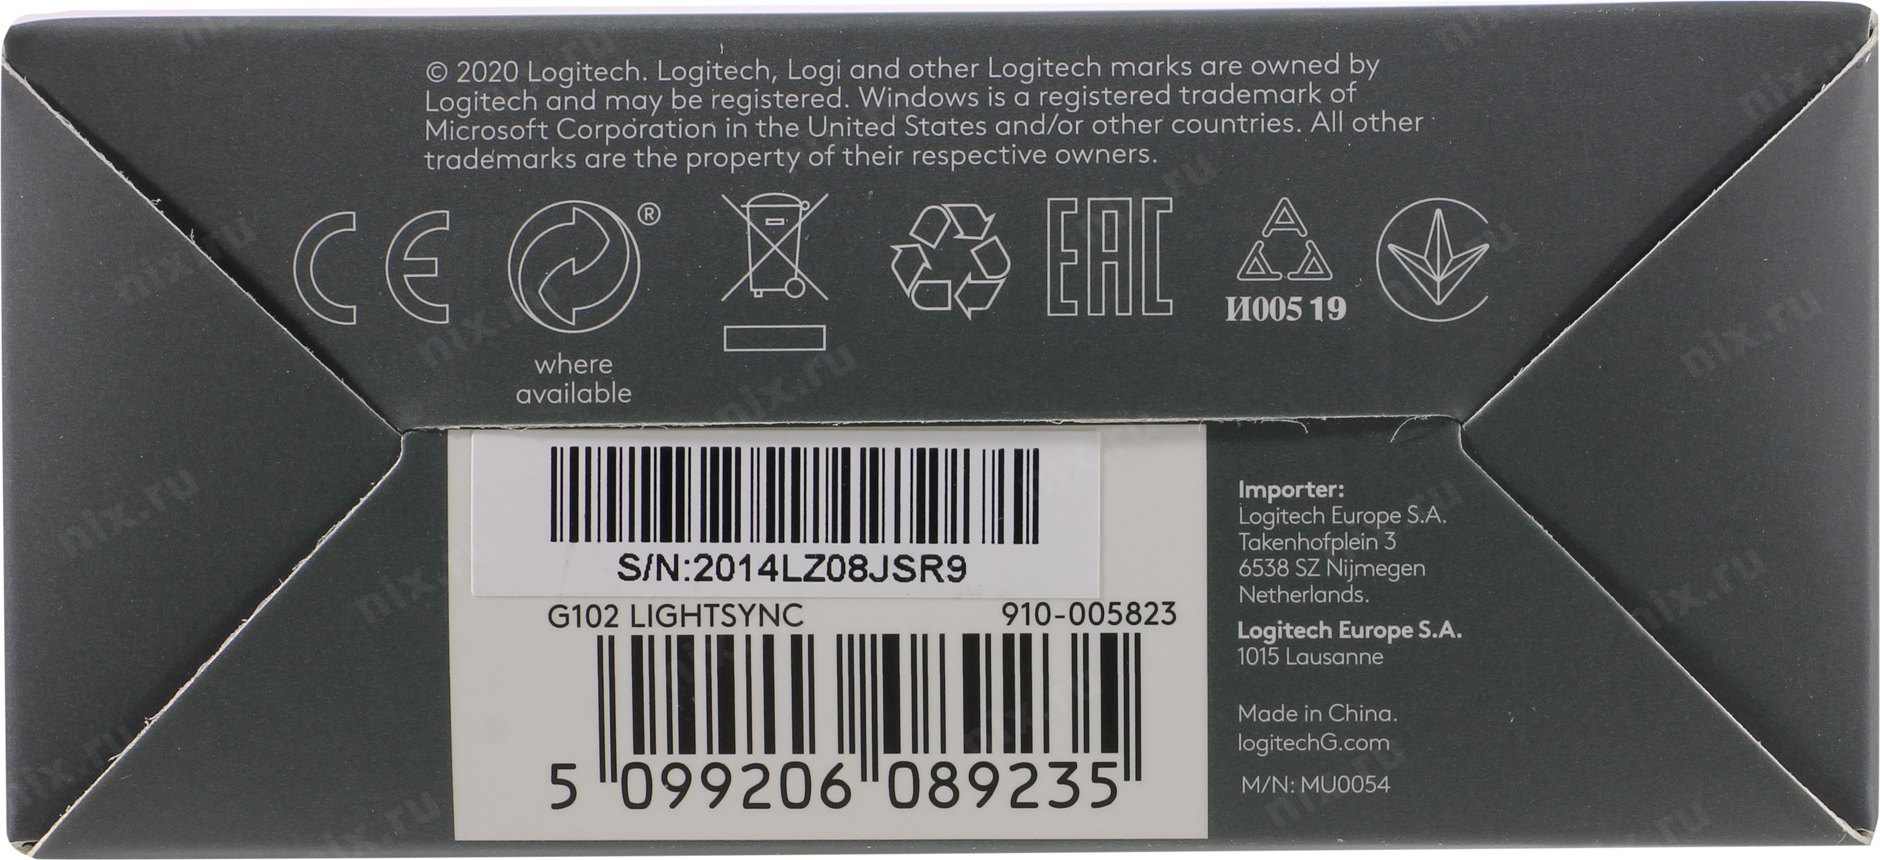 © 2020 Logitech. Logitech, Logi and other Logitech marks are owned by
Logitech and may be registered. Windows is a registered trademark of
Microsoft Corporation in the United States and/or other countries. All other
trademarks are the property of their respective owners.
CE
®
EAC
И005 19
where
available
S/N:2014LZ08JSR9
G102 LIGHTSYNC 910-005823
5 099206 089235
Importer:
Logitech Europe S.A.
Takenhofplein 3
6538 SZ Nijmegen
Netherlands.
Logitech Europe S.A.
1015 Lausanne
Made in China.
logitechG.com
M/N: MU0054
nix.ru